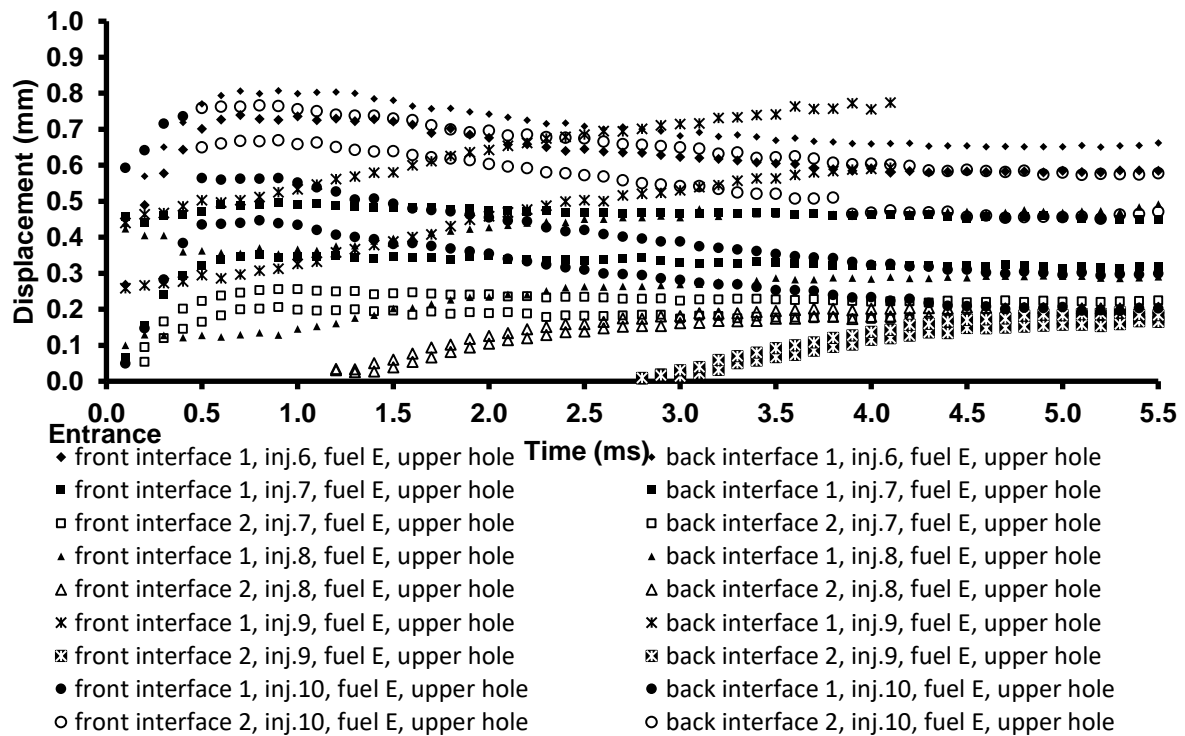 1.0
0.9
0.8
0.7
0.6
0.5
0.4
0.3
0.2
0.1
0.0
Displacement (mm)
0.0 0.5 1.0 1.5 2.0 2.5 3.0 3.5 4.0 4.5 5.0 5.5
Entrance
Time (ms)
front interface 1, inj.6, fuel E, upper hole back interface 1, inj.6, fuel E, upper hole
front interface 1, inj.7, fuel E, upper hole back interface 1, inj.7, fuel E, upper hole
front interface 2, inj.7, fuel E, upper hole back interface 2, inj.7, fuel E, upper hole
front interface 1, inj.8, fuel E, upper hole back interface 1, inj.8, fuel E, upper hole
front interface 2, inj.8, fuel E, upper hole back interface 2, inj.8, fuel E, upper hole
front interface 1, inj.9, fuel E, upper hole back interface 1, inj.9, fuel E, upper hole
front interface 2, inj.9, fuel E, upper hole back interface 2, inj.9, fuel E, upper hole
front interface 1, inj.10, fuel E, upper hole back interface 1, inj.10, fuel E, upper hole
front interface 2, inj.10, fuel E, upper hole back interface 2, inj.10, fuel E, upper hole